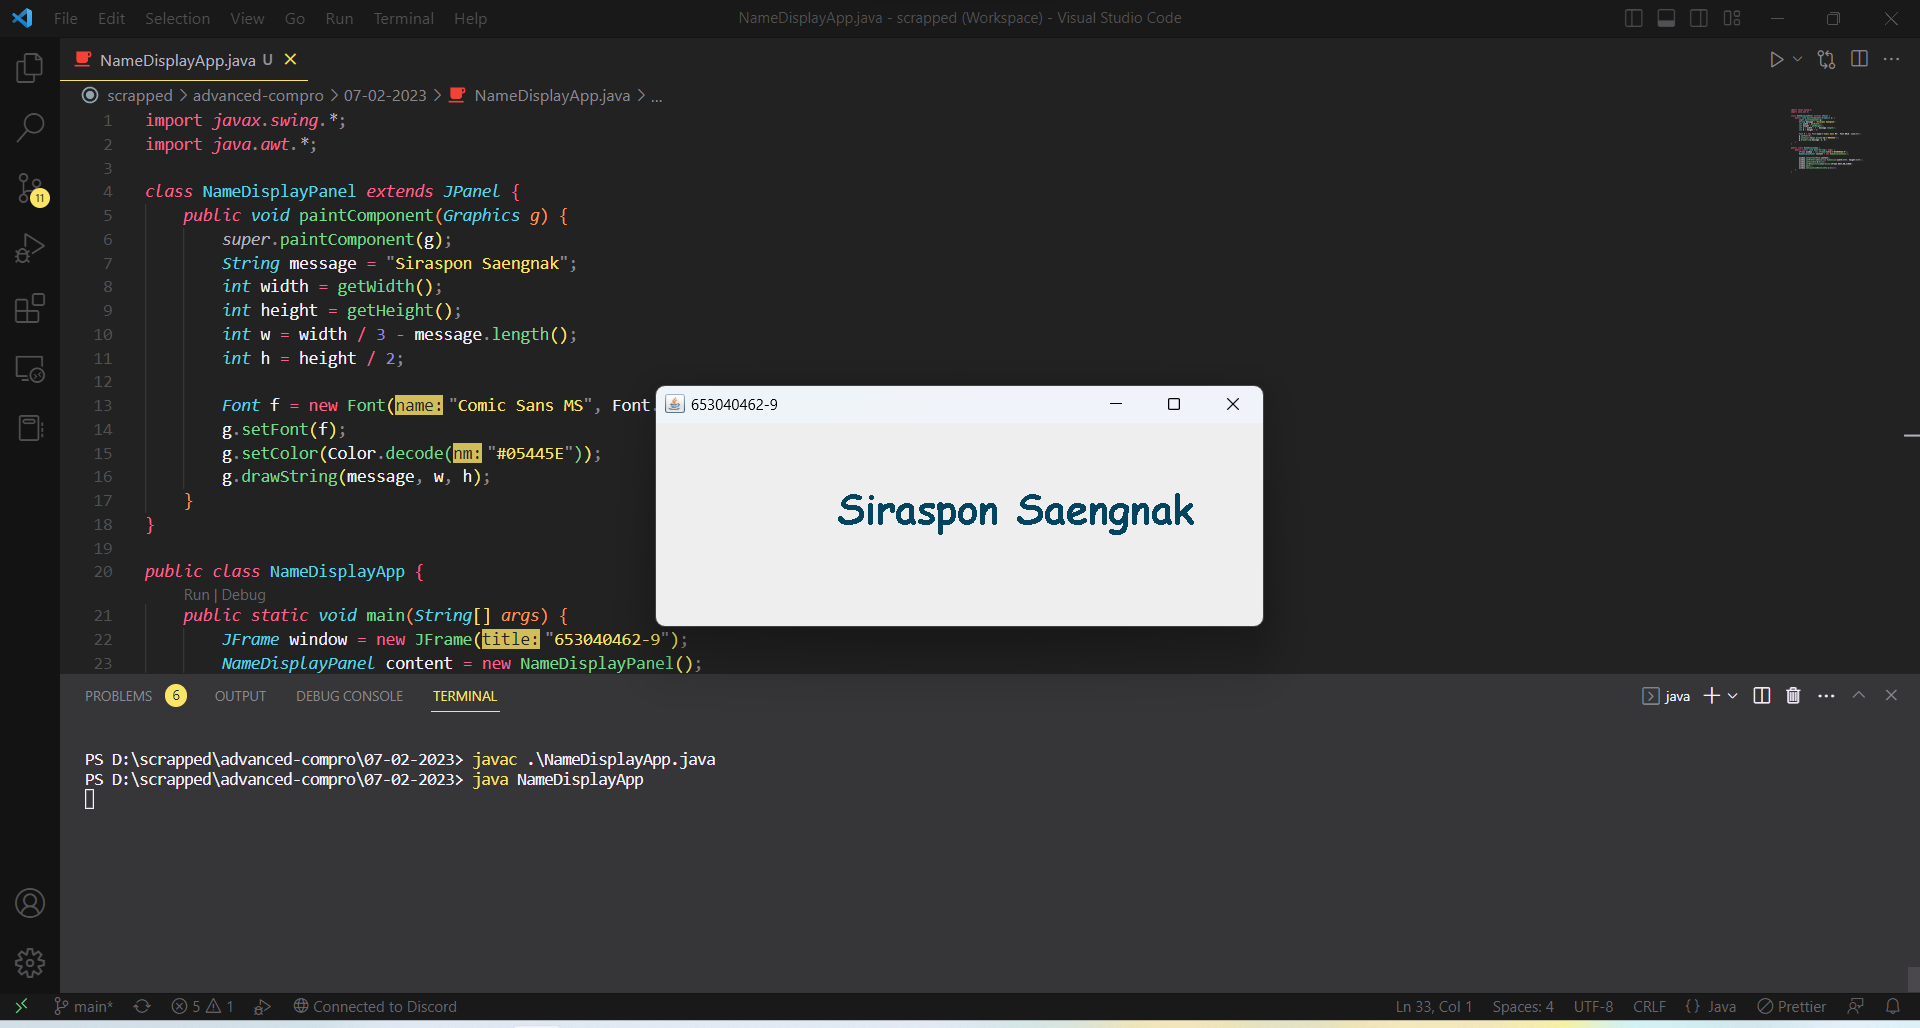 File Edit Selection View Go Run Terminal Help
NameDisplayApp.java - scrapped (Workspace) - Visual Studio Code
NameDisplayApp.java U
scrapped > advanced-compro > 07-02-2023 > NameDisplayApp.java > ...
1 import javax.swing.*;
2 import java.awt.*;
3
4 class NameDisplayPanel extends JPanel {
5 public void paintComponent(Graphics g) {
6 super.paintComponent(g);
7 String message = "Siraspon Saengnak";
8 int width = getWidth();
9 int height = getHeight();
10 int w = width / 3 - message.length();
11 int h = height / 2;
12
13 Font f = new Font(name: "Comic Sans MS", Font.
14 g.setFont(f);
15 g.setColor(Color.decode(nm: "#05445E"));
16 g.drawString(message, w, h);
17 }
18 }
19
20 public class NameDisplayApp {
Run | Debug
21 public static void main(String[] args) {
22 JFrame window = new JFrame(title: "653040462-9");
23 NameDisplayPanel content = new NameDisplayPanel();
653040462-9
Siraspon Saengnak
11
PROBLEMS 6 OUTPUT DEBUG CONSOLE TERMINAL
java
PS D:\scrapped\advanced-compro\07-02-2023> javac .\NameDisplayApp.java
PS D:\scrapped\advanced-compro\07-02-2023> java NameDisplayApp
main* 5 1 Connected to Discord
Ln 33, Col 1 Spaces: 4 UTF-8 CRLF {} Java Prettier